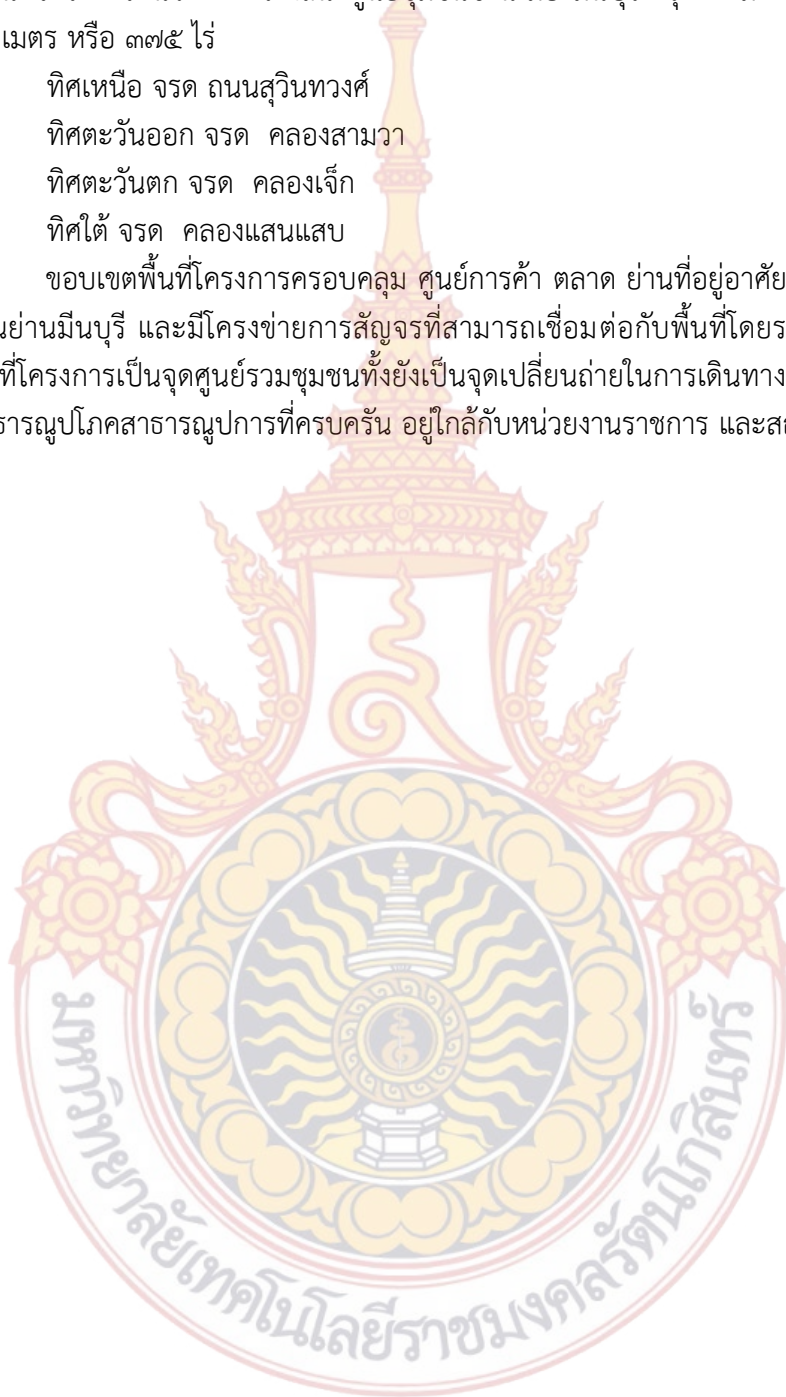 เมตร หรือ ๓๗๕ ไร่
ทิศเหนือ จรด ถนนสุวินทวงศ์
ทิศตะวันออก จรด คลองสามวา
ทิศตะวันตก จรด คลองเจ็ก
ทิศใต้ จรด คลองแสนแสบ
ขอบเขตพื้นที่โครงการครอบคลุม ศูนย์การค้า ตลาด ย่านที่อยู่อาศัย
นย่านมีนบุรี และมีโครงข่ายการสัญจรที่สามารถเชื่อมต่อกับพื้นที่โดยร
ที่โครงการเป็นจุดศูนย์รวมชุมชนทั้งยังเป็นจุดเปลี่ยนถ่ายในการเดินทาง
ธารณูปโภคสาธารณูปการที่ครบครัน อยู่ใกล้กับหน่วยงานราชการ และ
มหาวิทยาลัยเทคโนโลยีราชมงคลรัตนโกสินทร์